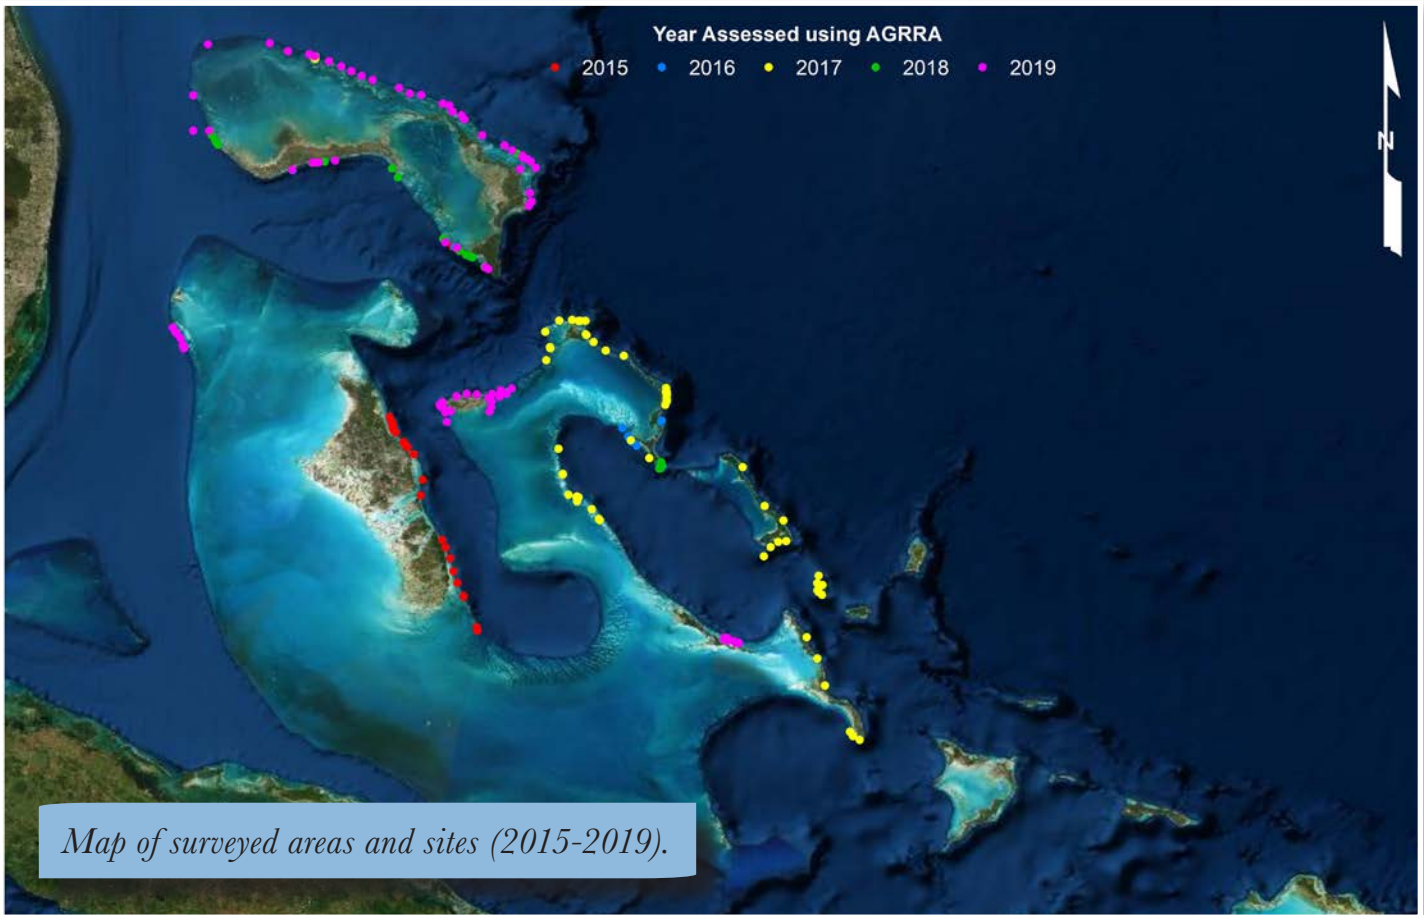 Year Assessed using AGRRA
2015 2016 2017 2018 2019
N
Map of surveyed areas and sites (2015-2019).